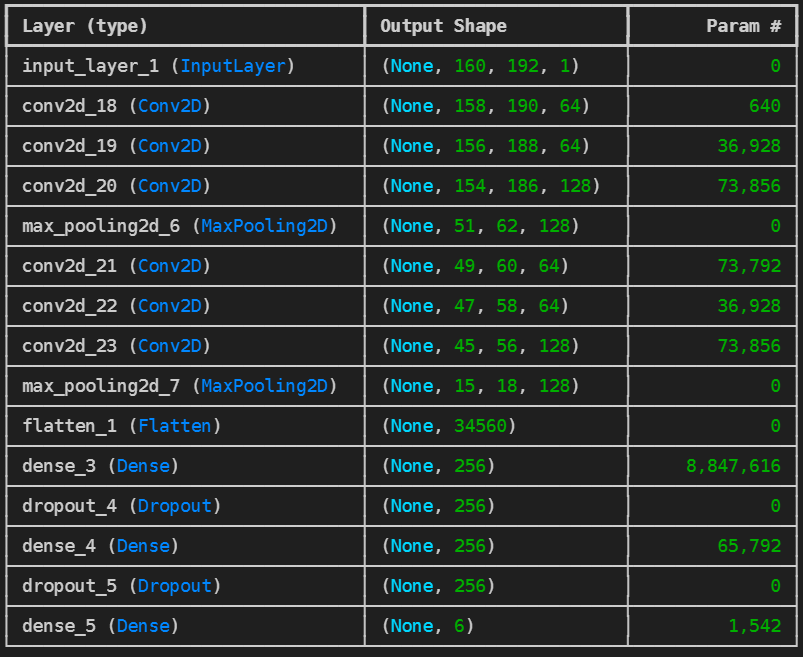 Layer (type) Output Shape Param #
input_layer_1 (InputLayer) (None, 160, 192, 1) 0
conv2d_18 (Conv2D) (None, 158, 190, 64) 640
conv2d_19 (Conv2D) (None, 156, 188, 64) 36,928
conv2d_20 (Conv2D) (None, 154, 186, 128) 73,856
max_pooling2d_6 (MaxPooling2D) (None, 51, 62, 128) 0
conv2d_21 (Conv2D) (None, 49, 60, 64) 73,792
conv2d_22 (Conv2D) (None, 47, 58, 64) 36,928
conv2d_23 (Conv2D) (None, 45, 56, 128) 73,856
max_pooling2d_7 (MaxPooling2D) (None, 15, 18, 128) 0
flatten_1 (Flatten) (None, 34560) 0
dense_3 (Dense) (None, 256) 8,847,616
dropout_4 (Dropout) (None, 256) 0
dense_4 (Dense) (None, 256) 65,792
dropout_5 (Dropout) (None, 256) 0
dense_5 (Dense) (None, 6) 1,542